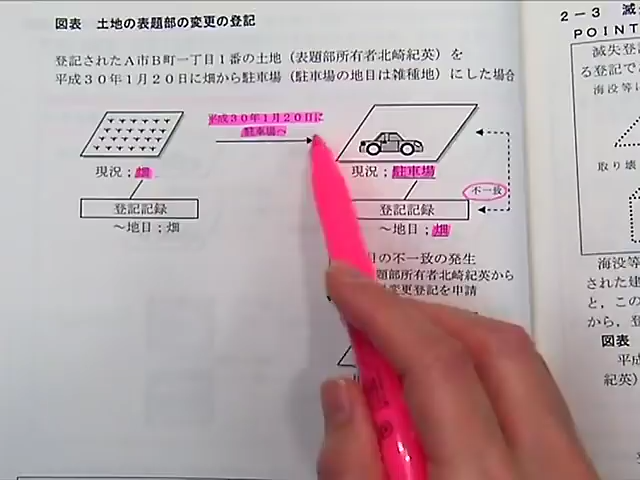 図表　土地の表題部の変更の登記
登記されたA市B町一丁目1番の土地（表題部所有者北崎紀英）を
平成30年1月20日に畑から駐車場（駐車場の地目は雑種地）にした場合
平成30年1月20日に
駐車場へ
現況；畑
登記記録
～地目；畑
現況；駐車場
不一致
登記記録
～地目；畑
目の不一致の発生
題部所有者北崎紀英から
変更登記を申請
2－3　滅
POINT
滅失登記
る登記で
海没等に
取り壊
海没等
された建
と，この
から，登
図表
平成
紀英）